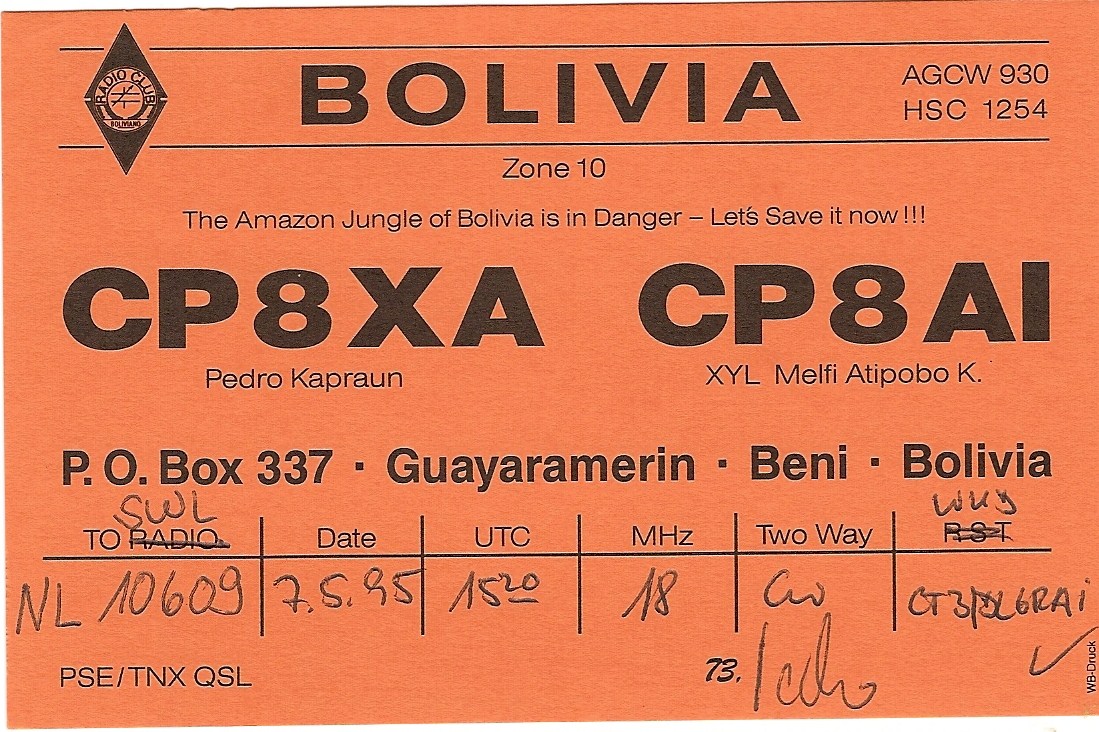 RADIO CLUB
BOLIVIANO
BOLIVIA
AGCW 930
HSC 1254
Zone 10
The Amazon Jungle of Bolivia is in Danger – Let's Save it now !!!
CP8XA CP8AI
Pedro Kapraun XYL Melfi Atipobo K.
P. O. Box 337 · Guayaramerin · Beni · Bolivia
SWL WKD
TO RADIO Date UTC MHz Two Way R-S-T
NL 10609 7.5.95 1520 18 CW CT3/DL6RAI
PSE/TNX QSL 73.
WB-Druck